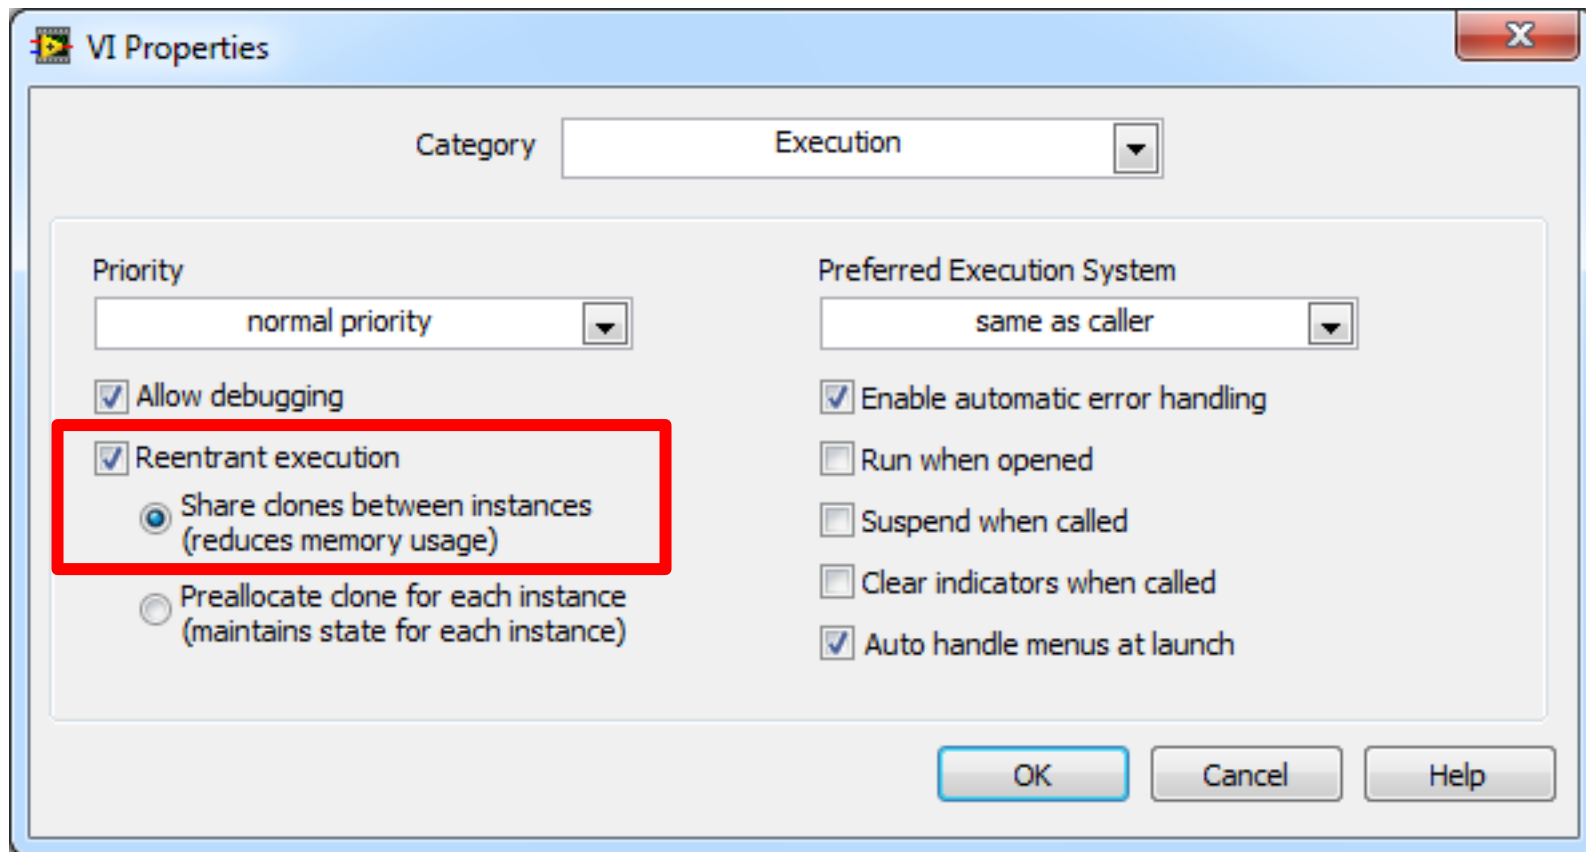 VI Properties
Category
Execution
Priority
normal priority
Allow debugging
Reentrant execution
Share clones between instances
(reduces memory usage)
Preallocate clone for each instance
(maintains state for each instance)
Preferred Execution System
same as caller
Enable automatic error handling
Run when opened
Suspend when called
Clear indicators when called
Auto handle menus at launch
OK
Cancel
Help